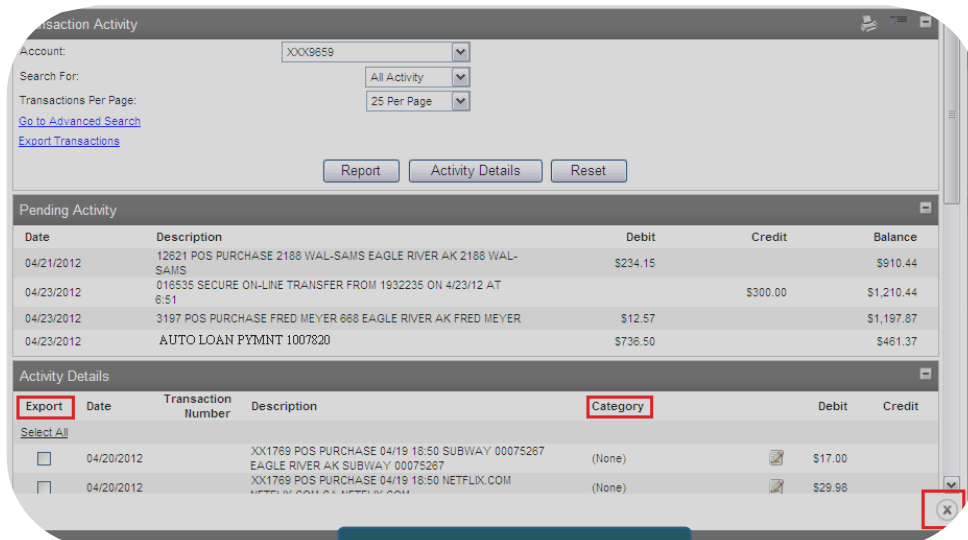 Transaction Activity
Account: XXX9659
Search For: All Activity
Transactions Per Page: 25 Per Page
Go to Advanced Search
Export Transactions
Report Activity Details Reset
Pending Activity
Date Description Debit Credit Balance
04/21/2012 12621 POS PURCHASE 2188 WAL-SAMS EAGLE RIVER AK 2188 WAL- $234.15 $910.44
SAMS
04/23/2012 016535 SECURE ON-LINE TRANSFER FROM 1932235 ON 4/23/12 AT $300.00 $1,210.44
6:51
04/23/2012 3197 POS PURCHASE FRED MEYER 668 EAGLE RIVER AK FRED MEYER $12.57 $1,197.87
04/23/2012 AUTO LOAN PYMNT 1007820 $736.50 $461.37
Activity Details
Export Date Transaction Number Description Category Debit Credit
Select All
04/20/2012 XX1769 POS PURCHASE 04/19 18:50 SUBWAY 00075267 (None) $17.00
EAGLE RIVER AK SUBWAY 00075267
04/20/2012 XX1769 POS PURCHASE 04/19 18:50 NETFLIX.COM (None) $29.98
NETFLIX.COM CA NETFLIX.COM
X